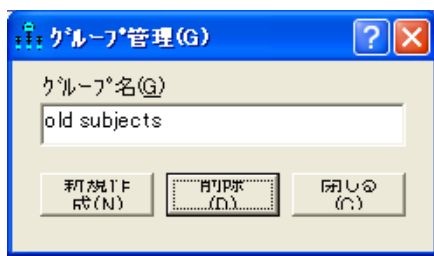 グループ管理(G)
グループ名(G)
old subjects
新規作
成(N)
削除
(D)
閉じる
(C)